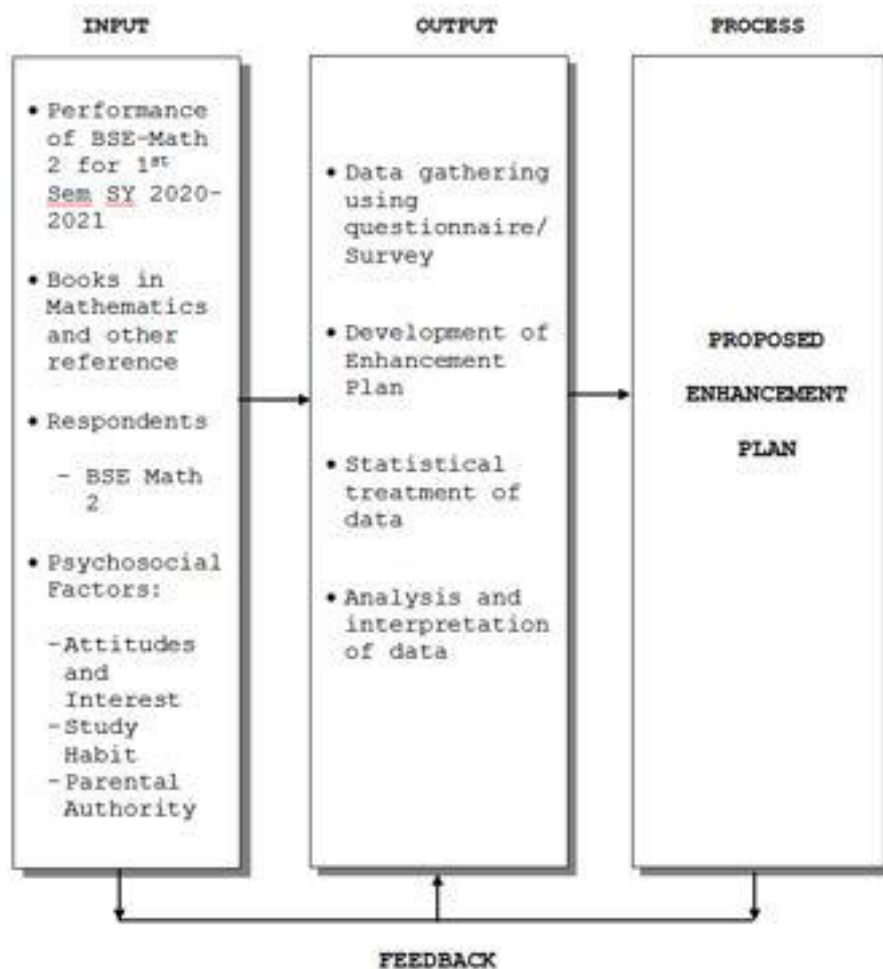 INPUT
OUTPUT
PROCESS
• Performance
of BSE-Math
2 for 1st
Sem SY 2020-
2021
• Books in
Mathematics
and other
reference
• Respondents
- BSE Math
2
• Psychosocial
Factors:
-Attitudes
and
Interest
-Study
Habit
-Parental
Authority
• Data gathering
using
questionnaire/
Survey
• Development of
Enhancement
Plan
• Statistical
treatment of
data
• Analysis and
interpretation
of data
PROPOSED
ENHANCEMENT
PLAN
FEEDBACK